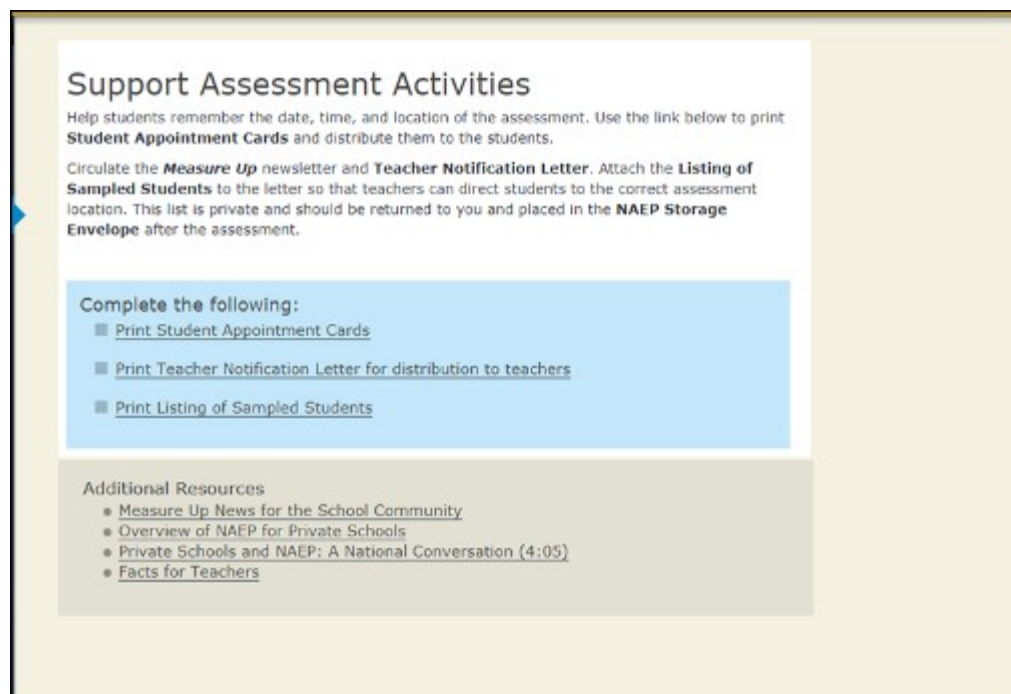 Support Assessment Activities
Help students remember the date, time, and location of the assessment. Use the link below to print
Student Appointment Cards and distribute them to the students.
Circulate the Measure Up newsletter and Teacher Notification Letter. Attach the Listing of
Sampled Students to the letter so that teachers can direct students to the correct assessment
location. This list is private and should be returned to you and placed in the NAEP Storage
Envelope after the assessment.
Complete the following:
Print Student Appointment Cards
Print Teacher Notification Letter for distribution to teachers
Print Listing of Sampled Students
Additional Resources
Measure Up News for the School Community
Overview of NAEP for Private Schools
Private Schools and NAEP: A National Conversation (4:05)
Facts for Teachers